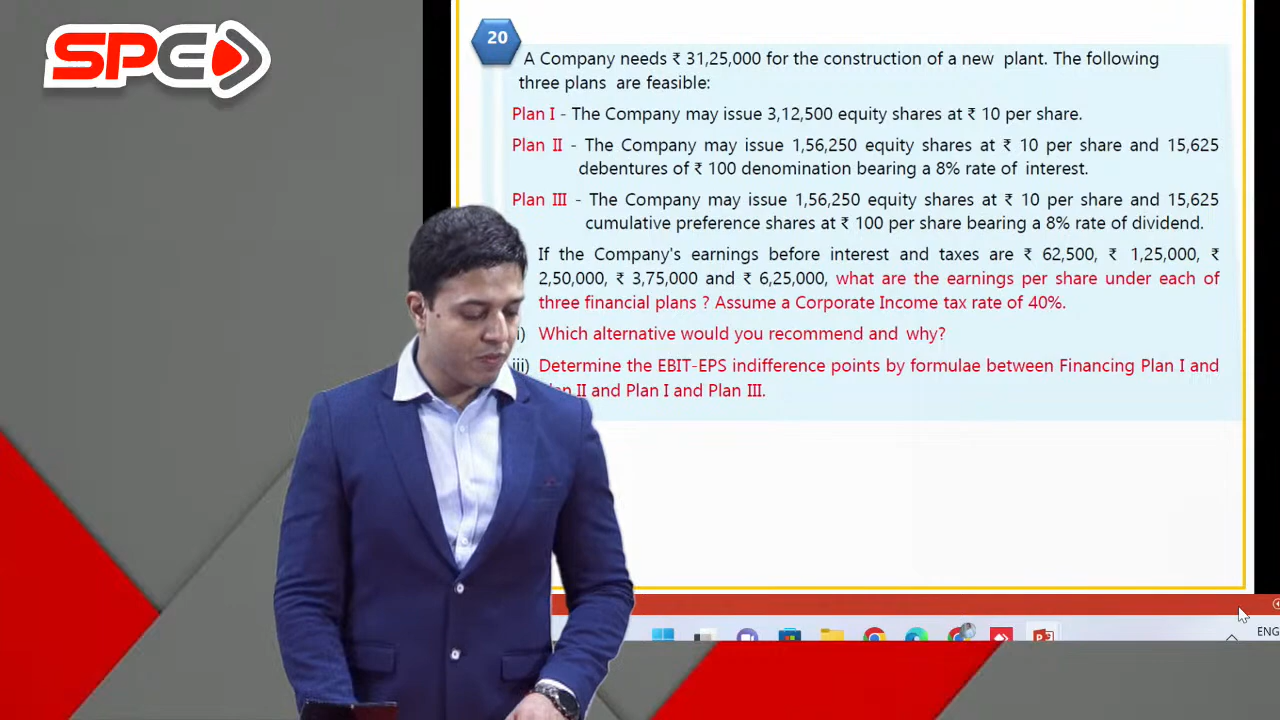 SPED
20
A Company needs ₹ 31,25,000 for the construction of a new plant. The following
three plans are feasible:
Plan I - The Company may issue 3,12,500 equity shares at ₹ 10 per share.
Plan II - The Company may issue 1,56,250 equity shares at ₹ 10 per share and 15,625
debentures of ₹ 100 denomination bearing a 8% rate of interest.
Plan III - The Company may issue 1,56,250 equity shares at ₹ 10 per share and 15,625
cumulative preference shares at ₹ 100 per share bearing a 8% rate of dividend.
If the Company's earnings before interest and taxes are ₹ 62,500, ₹ 1,25,000, ₹
2,50,000, ₹ 3,75,000 and ₹ 6,25,000, what are the earnings per share under each of
three financial plans ? Assume a Corporate Income tax rate of 40%.
Which alternative would you recommend and why?
Determine the EBIT-EPS indifference points by formulae between Financing Plan I and
II and Plan I and Plan III.
ENG